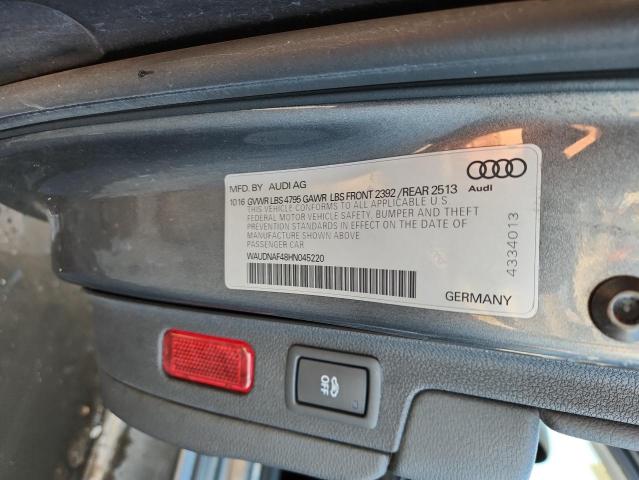 MFD. BY AUDI AG
Audi
1016 GVWR LBS 4795 GAWR LBS FRONT 2392 / REAR 2513
THIS VEHICLE CONFORMS TO ALL APPLICABLE U.S.
FEDERAL MOTOR VEHICLE SAFETY, BUMPER AND THEFT
PREVENTION STANDARDS IN EFFECT ON THE DATE OF
MANUFACTURE SHOWN ABOVE
PASSENGER CAR
WAUDNAF48HN045220
4334013
GERMANY
OFF